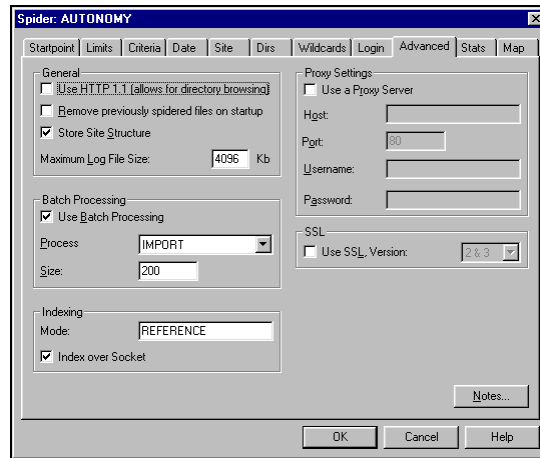 Spider: AUTONOMY
Startpoint Limits Criteria Date Site Dirs Wildcards Login Advanced Stats Map
General
Use HTTP 1.1 (allows for directory browsing)
Remove previously spidered files on startup
Store Site Structure
Maximum Log File Size: 4096 Kb
Batch Processing
Use Batch Processing
Process IMPORT
Size: 200
Indexing
Mode: REFERENCE
Index over Socket
Proxy Settings
Use a Proxy Server
Host:
Port: 80
Username:
Password:
SSL
Use SSL, Version: 2 & 3
Notes...
OK Cancel Help